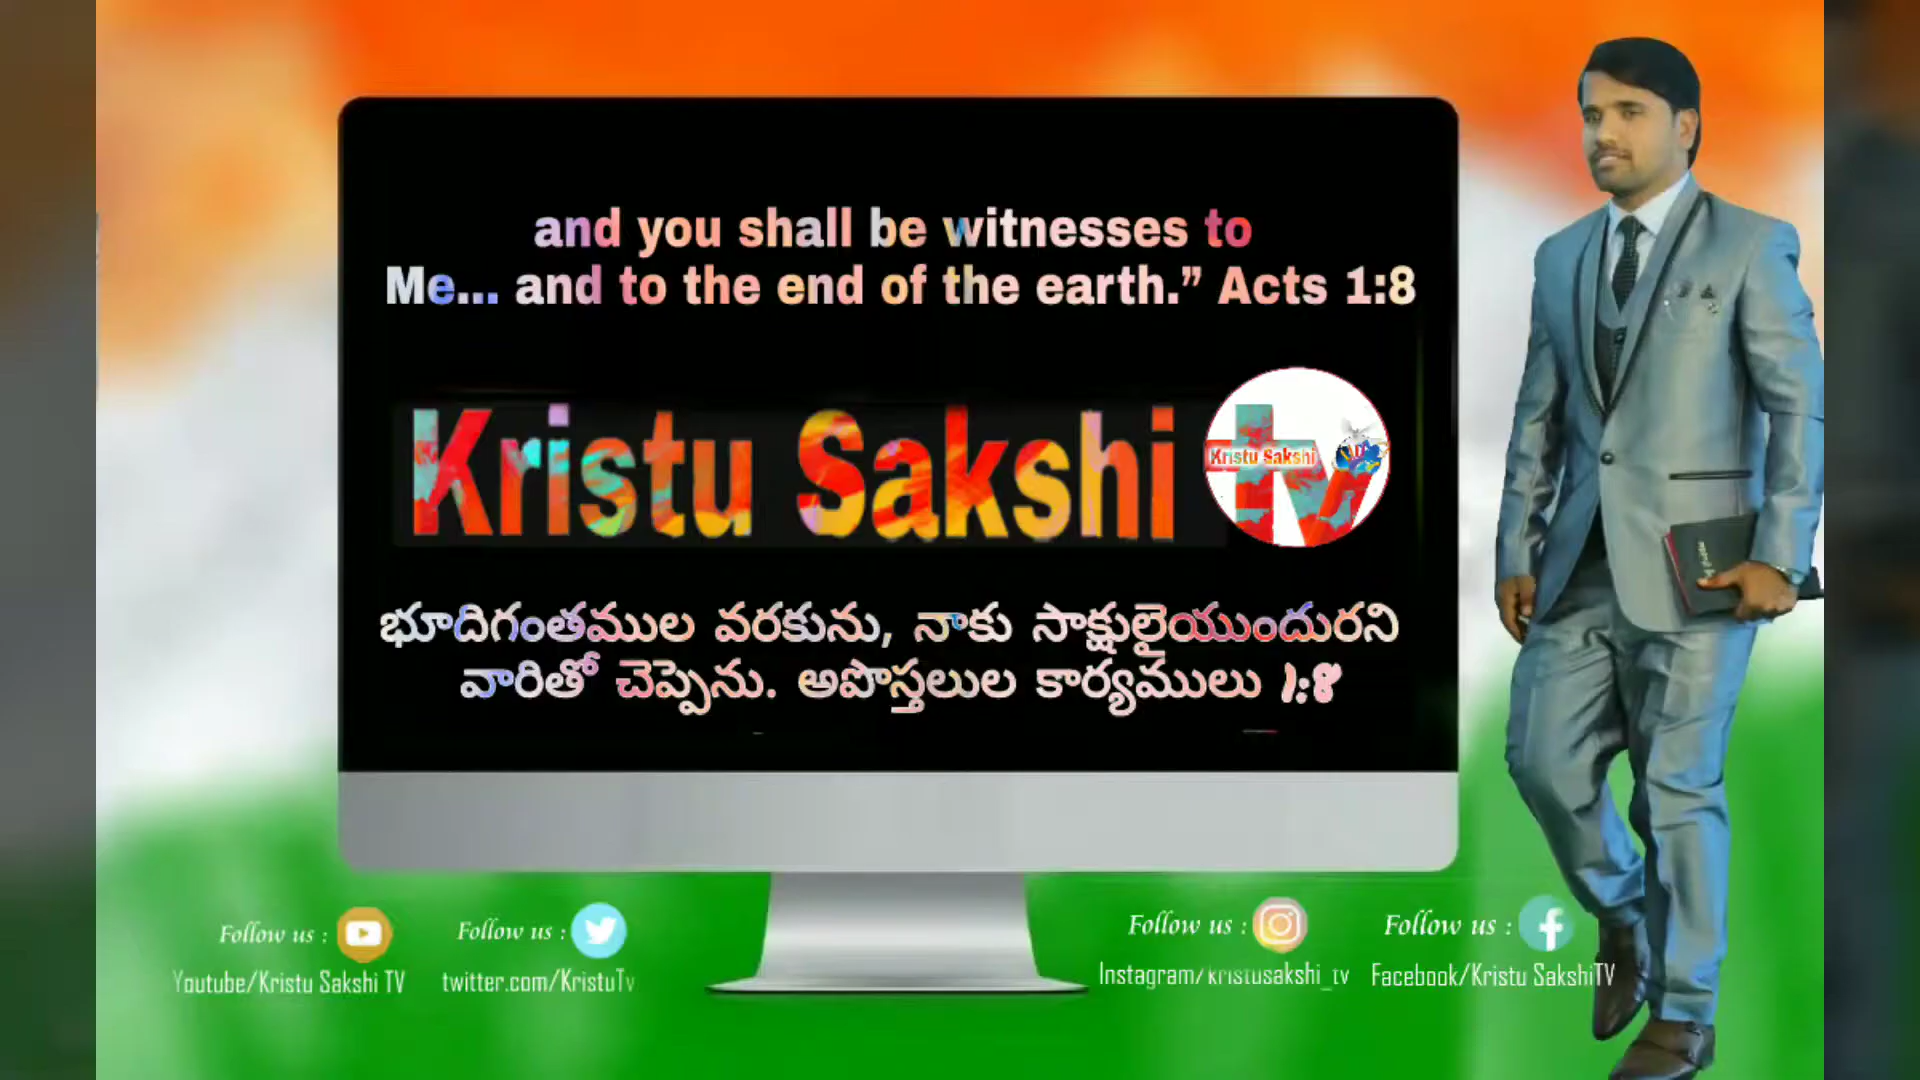 and you shall be witnesses to
Me... and to the end of the earth.” Acts 1:8
Kristu Sakshi
Kristu Sakshi
tv
భూదిగంతముల వరకును, నాకు సాక్షులైయుందురని
వారితో చెప్పెను. అపొస్తలుల కార్యములు 1:8
Follow us :
Youtube/Kristu Sakshi TV
Follow us :
twitter.com/KristuTv
Follow us :
Instagram/kristusakshi_tv
Follow us :
Facebook/Kristu SakshiTV